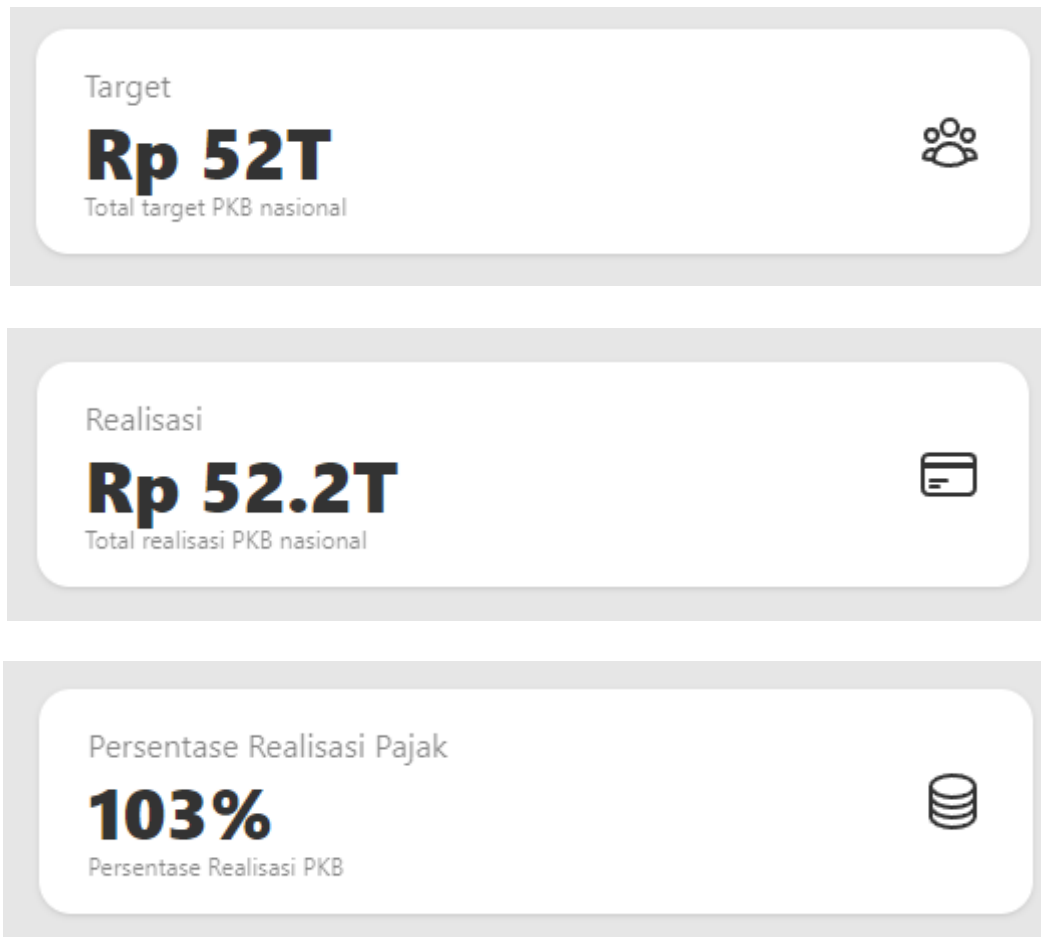 Target
Rp 52T
Total target PKB nasional
Realisasi
Rp 52.2T
Total realisasi PKB nasional
Persentase Realisasi Pajak
103%
Persentase Realisasi PKB